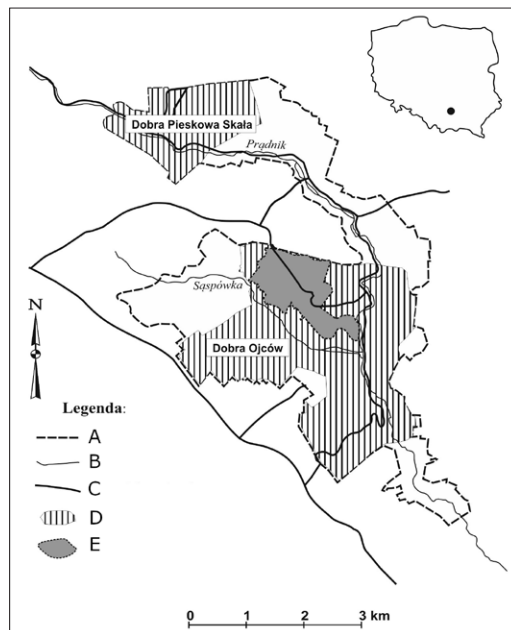 Dobra Pieskowa Skała
Prądnik
Sąspówka
Dobra Ojców
N
Legenda:
A
B
C
D
E
0 1 2 3 km